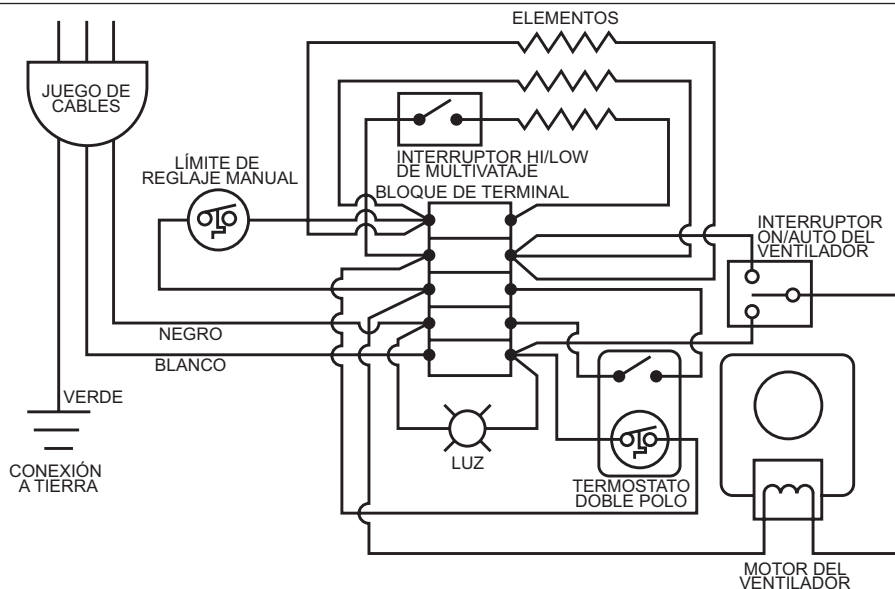 ELEMENTOS
JUEGO DE
CABLES
LÍMITE DE
REGLAJE MANUAL
INTERRUPTOR HI/LOW
DE MULTIVATAJE
BLOQUE DE TERMINAL
INTERRUPTOR
ON/AUTO DEL
VENTILADOR
NEGRO
BLANCO
VERDE
CONEXIÓN
A TIERRA
LUZ
TERMOSTATO
DOBLE POLO
MOTOR DEL
VENTILADOR